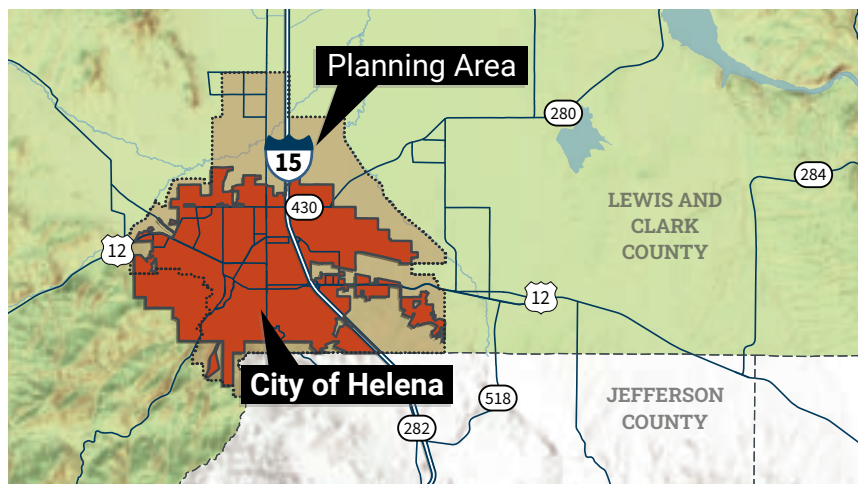 Planning Area
280
15
284
LEWIS AND
CLARK
COUNTY
430
12
12
City of Helena
JEFFERSON
COUNTY
518
282